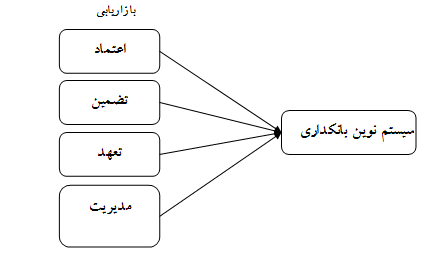 بازاریابی
اعتماد
تضمین
تعهد
مدیریت
سیستم نوین بانکداری